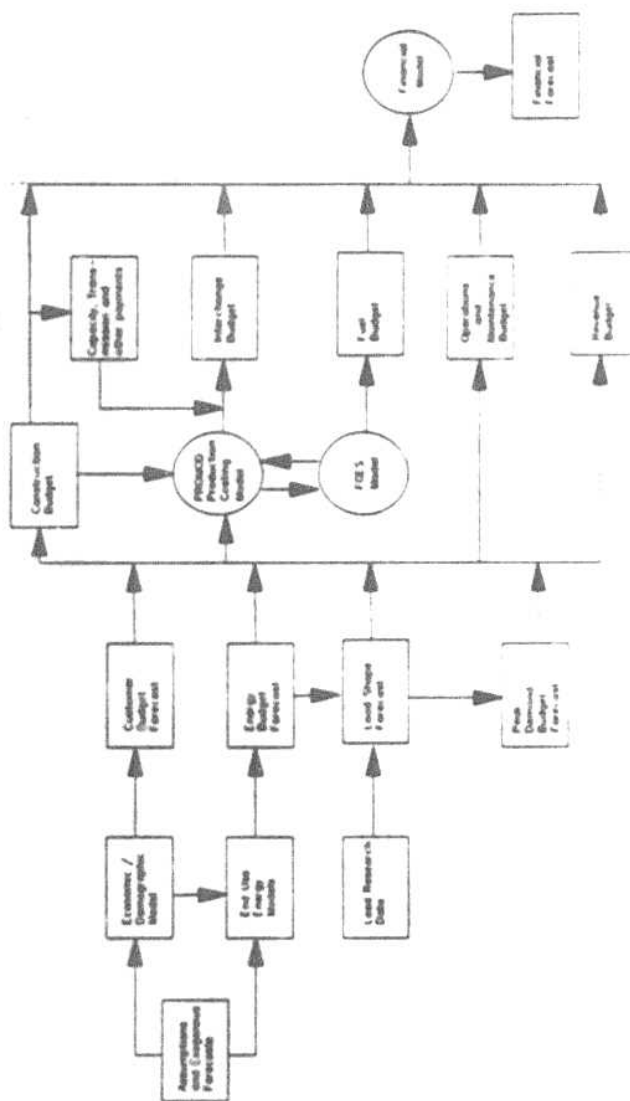 Assumptions
and Exogenous
Forecasts
Economic /
Demographic
Model
End Use
Energy
Models
Load Research
Data
Customer
Budget
Forecast
Energy
Budget
Forecast
Load Shape
Forecast
Peak
Demand
Budget
Forecast
Construction
Budget
PROMOD
Production
Costing
Model
FOES
Model
Capacity, Trans-
mission and
other payments
Interchange
Budget
Fuel
Budget
Operations
and
Maintenance
Budget
Revenue
Budget
Financial
Model
Financial
Forecast